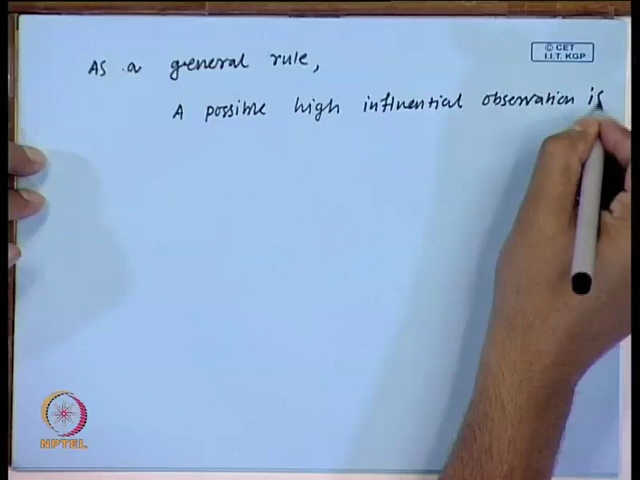 © CET
I.I.T. KGP
As a general rule,
A possible high influential observation is
NPTEL